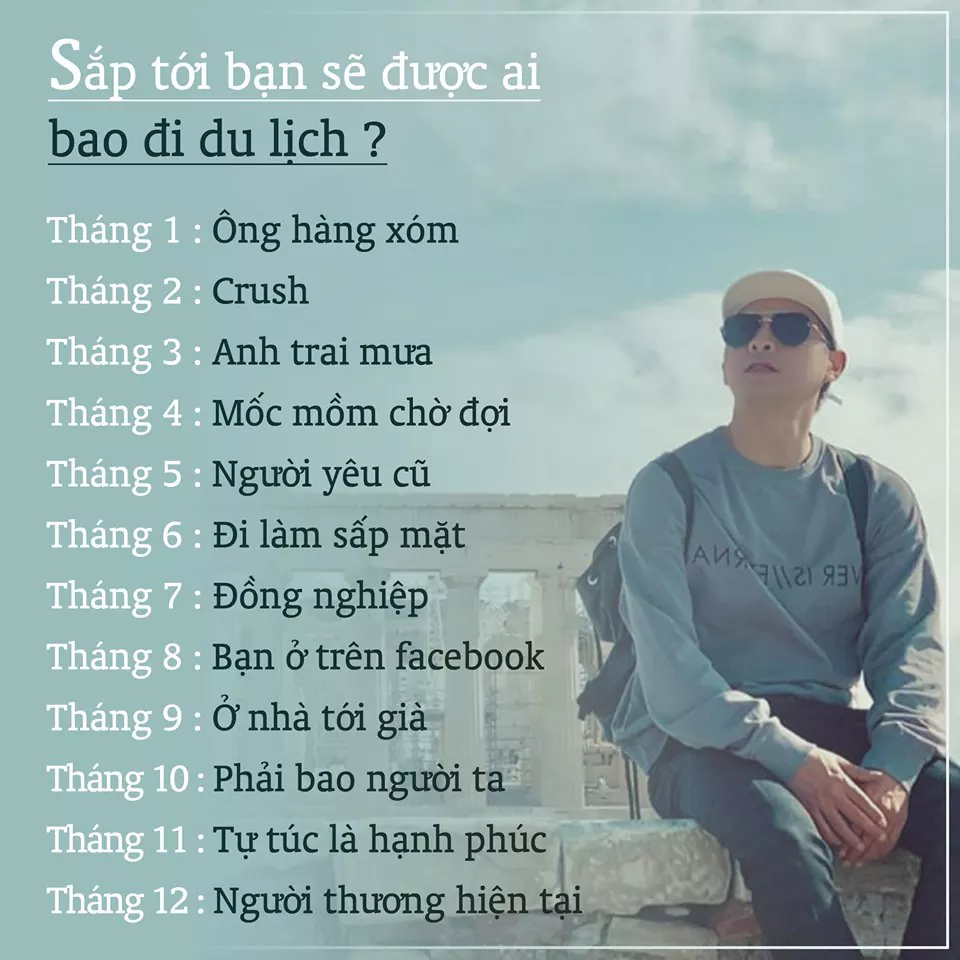 Sắp tới bạn sẽ được ai
bao đi du lịch ?
Tháng 1 : Ông hàng xóm
Tháng 2 : Crush
Tháng 3 : Anh trai mưa
Tháng 4 : Mốc mồm chờ đợi
Tháng 5 : Người yêu cũ
Tháng 6 : Đi làm sấp mặt
Tháng 7 : Đồng nghiệp
Tháng 8 : Bạn ở trên facebook
Tháng 9 : Ở nhà tới già
Tháng 10 : Phải bao người ta
Tháng 11 : Tự túc là hạnh phúc
Tháng 12 : Người thương hiện tại